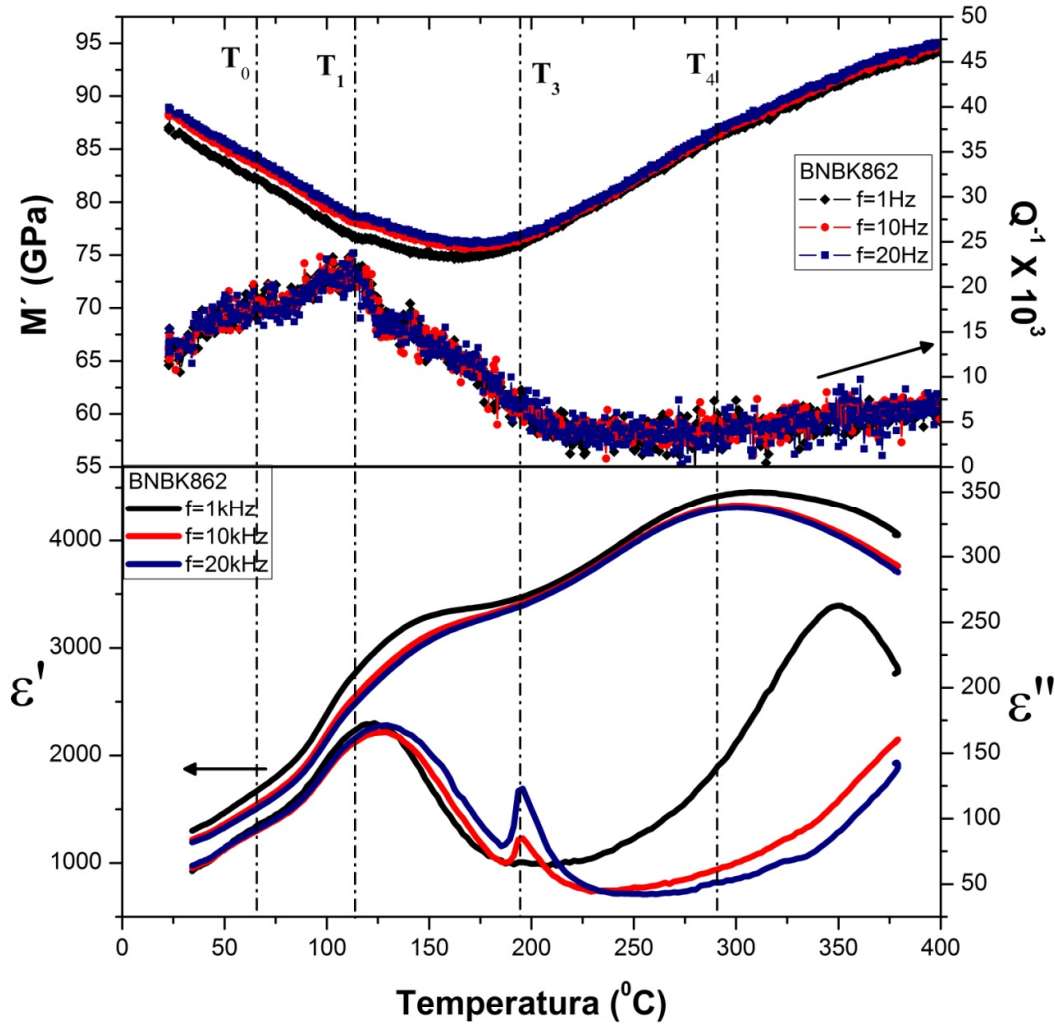 95
90
85
80
75
70
65
60
55
M´ (GPa)
T₀
T₁
T₃
T₄
50
45
40
35
30
25
20
15
10
5
0
Q⁻¹ X 10³
BNBK862
f=1Hz
f=10Hz
f=20Hz
BNBK862
f=1kHz
f=10kHz
f=20kHz
4000
3000
2000
1000
ε'
350
300
250
200
150
100
50
ε''
0
50
100
150
200
250
300
350
400
Temperatura (⁰C)